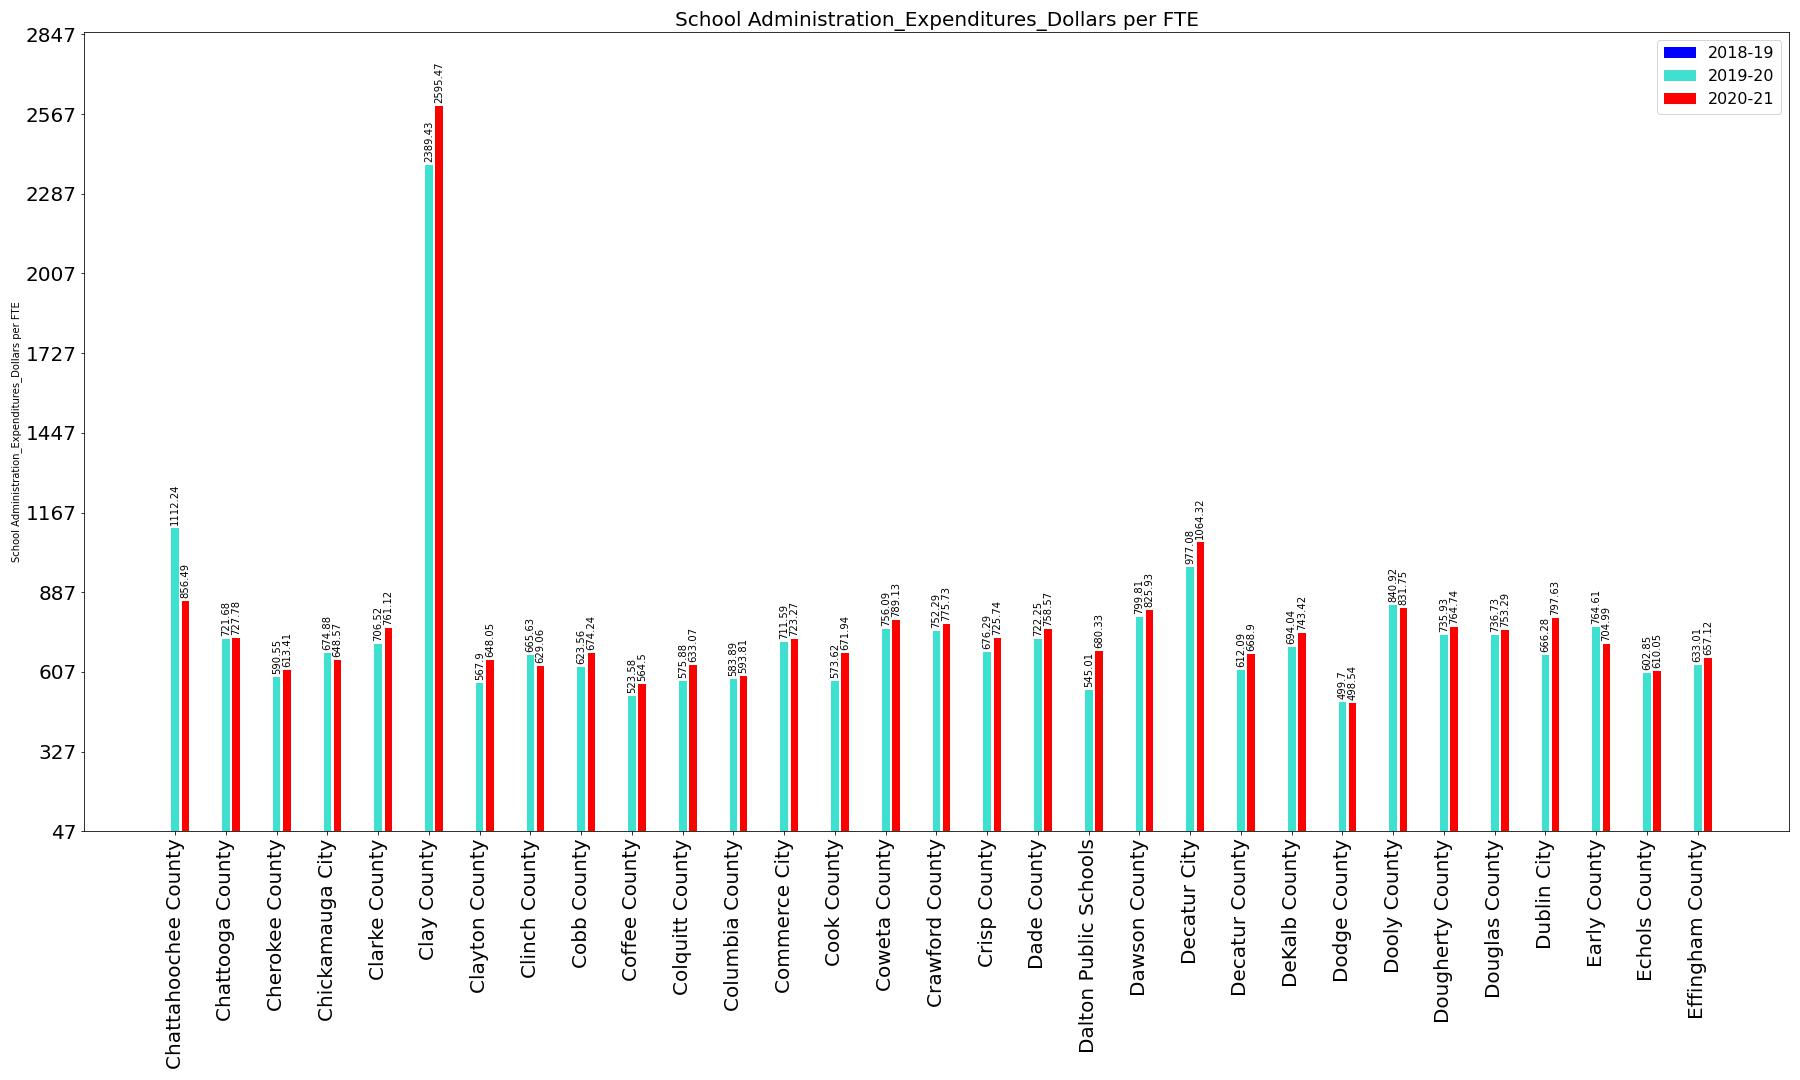 School Administration_Expenditures_Dollars per FTE
2018-19
2019-20
2020-21
School Administration_Expenditures_Dollars per FTE
2847
2567
2287
2007
1727
1447
1167
887
607
327
47
1112.24
856.49
721.68
727.78
590.55
613.41
674.88
648.57
706.52
761.12
2389.43
2595.47
567.9
648.05
665.63
629.06
623.56
674.24
523.58
564.5
575.88
633.07
583.89
593.81
711.59
723.27
573.62
671.94
756.09
789.13
752.29
775.73
676.29
725.74
722.25
758.57
545.01
680.33
799.81
825.93
977.08
1064.32
612.09
668.9
694.04
743.42
499.7
498.54
840.92
831.75
735.93
764.74
736.73
753.29
666.28
797.63
764.61
704.99
602.85
610.05
633.01
657.12
Chattahoochee County
Chattooga County
Cherokee County
Chickamauga City
Clarke County
Clay County
Clayton County
Clinch County
Cobb County
Coffee County
Colquitt County
Columbia County
Commerce City
Cook County
Coweta County
Crawford County
Crisp County
Dade County
Dalton Public Schools
Dawson County
Decatur City
Decatur County
DeKalb County
Dodge County
Dooly County
Dougherty County
Douglas County
Dublin City
Early County
Echols County
Effingham County